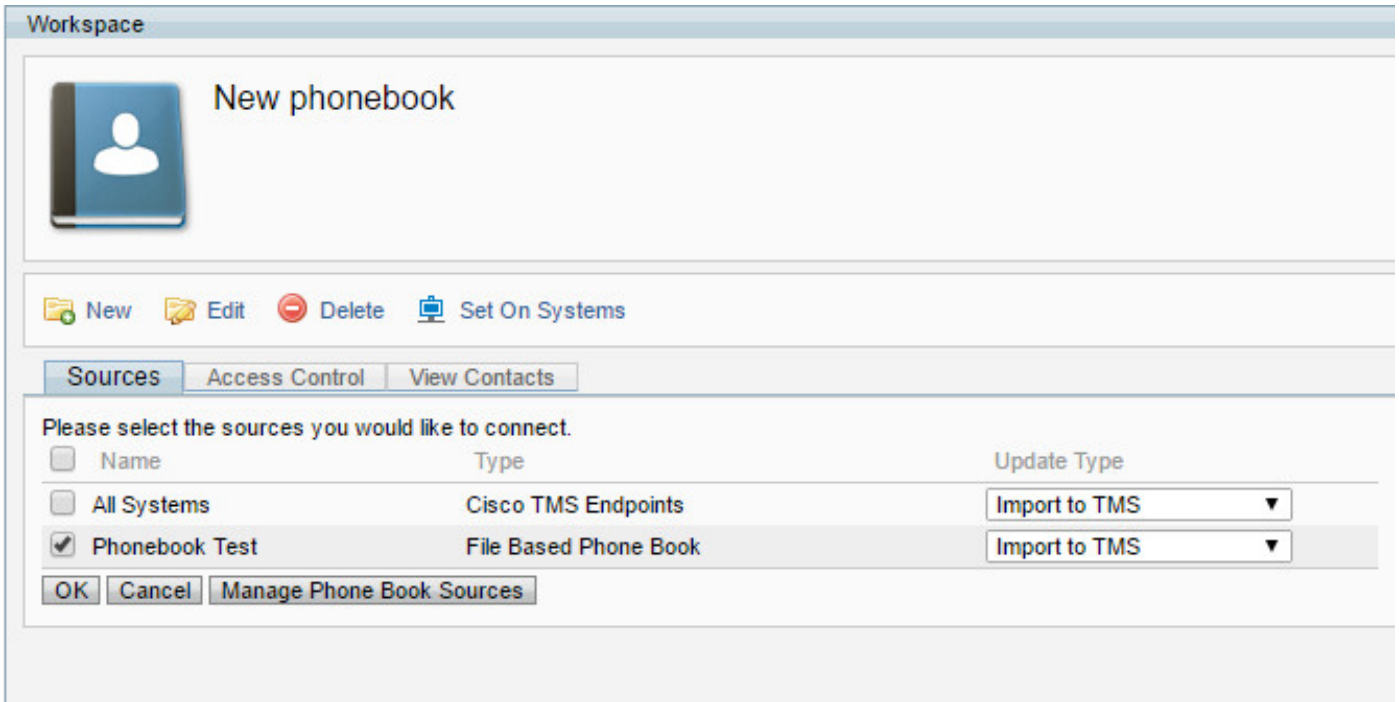 Workspace
New phonebook
New Edit Delete Set On Systems
Sources Access Control View Contacts
Please select the sources you would like to connect.
Name Type Update Type
All Systems Cisco TMS Endpoints Import to TMS
Phonebook Test File Based Phone Book Import to TMS
OK Cancel Manage Phone Book Sources